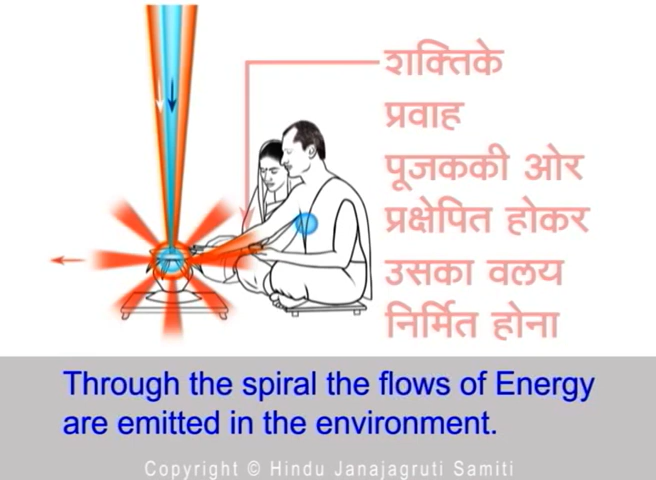 शक्तिके
प्रवाह
पूजककी ओर
प्रक्षेपित होकर
उसका वलय
निर्मित होना
Through the spiral the flows of Energy
are emitted in the environment.
Copyright © Hindu Janajagruti Samiti